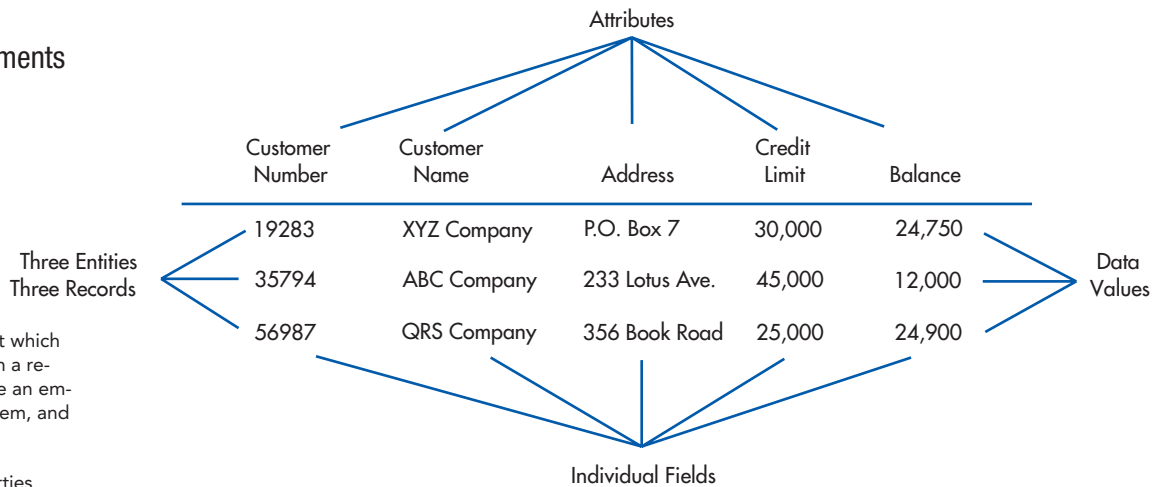 ments
Attributes
Customer Number
Customer Name
Address
Credit Limit
Balance
19283 XYZ Company P.O. Box 7 30,000 24,750
35794 ABC Company 233 Lotus Ave. 45,000 12,000
56987 QRS Company 356 Book Road 25,000 24,900
Three Entities
Three Records
Data
Values
t which
n a re-
e an em-
em, and
ties
Individual Fields